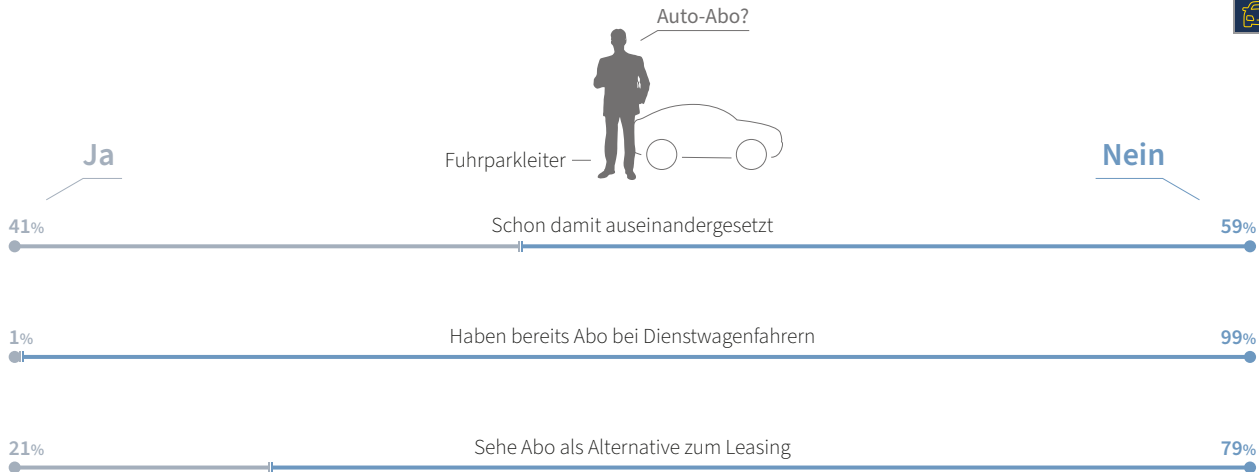 Auto-Abo?
Fuhrparkleiter
Ja
Nein
41%
Schon damit auseinandergesetzt
59%
1%
Haben bereits Abo bei Dienstwagenfahrern
99%
21%
Sehe Abo als Alternative zum Leasing
79%